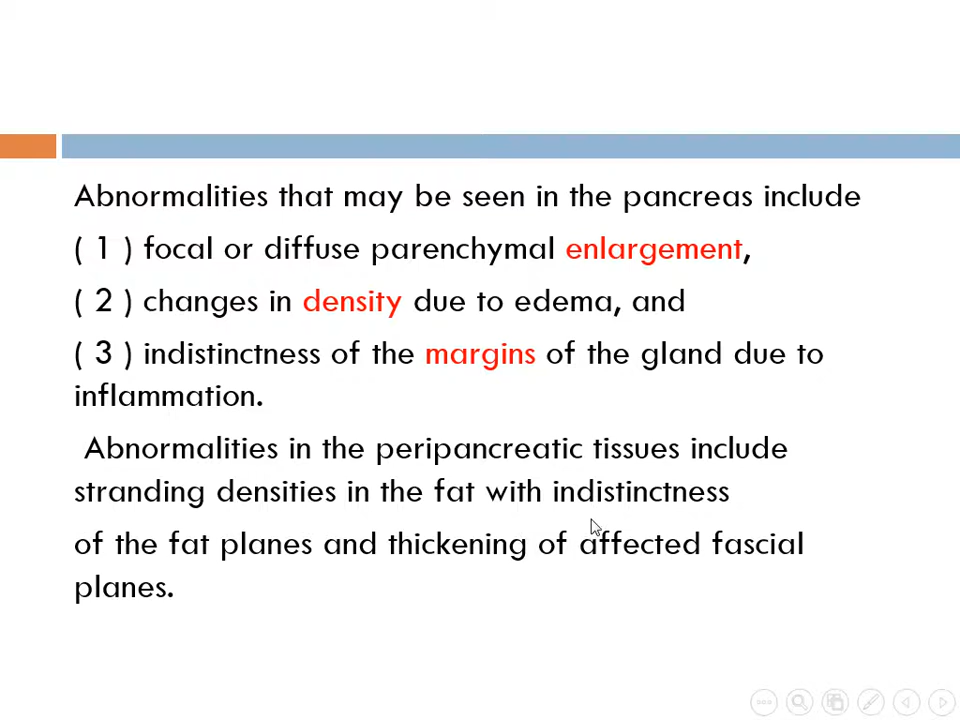 Abnormalities that may be seen in the pancreas include
( 1 ) focal or diffuse parenchymal enlargement,
( 2 ) changes in density due to edema, and
( 3 ) indistinctness of the margins of the gland due to
inflammation.
Abnormalities in the peripancreatic tissues include
stranding densities in the fat with indistinctness
of the fat planes and thickening of affected fascial
planes.